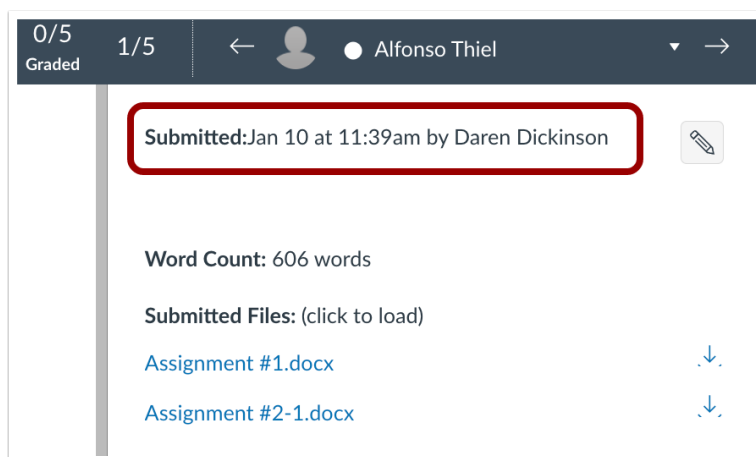 0/5
Graded
1/5
Alfonso Thiel
Submitted:Jan 10 at 11:39am by Daren Dickinson
Word Count: 606 words
Submitted Files: (click to load)
Assignment #1.docx
Assignment #2-1.docx